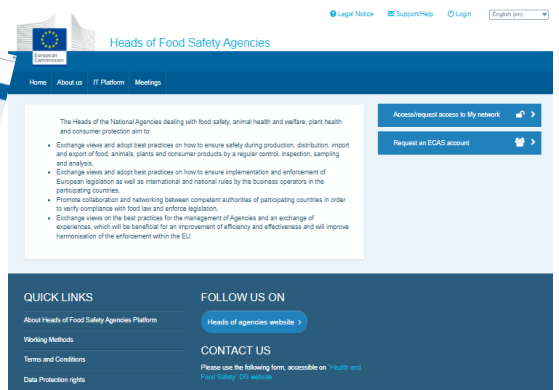 Legal Notice Support/Help Login English (en)
European
Commission
Heads of Food Safety Agencies
Home About us IT Platform Meetings
The Heads of the National Agencies dealing with food safety, animal health and welfare, plant health
and consumer protection aim to:
Exchange views and adopt best practices on how to ensure safety during production, distribution, import
and export of food, animals, plants and consumer products by a regular control, inspection, sampling
and analysis,
Exchange views and adopt best practices on how to ensure implementation and enforcement of
European legislation as well as international and national rules by the business operators in the
participating countries,
Promote collaboration and networking between competent authorities of participating countries in order
to verify compliance with food law and enforce legislation,
Exchange views on the best practices for the management of Agencies and an exchange of
experiences, which will be beneficial for an improvement of efficiency and effectiveness and will improve
harmonisation of the enforcement within the EU.
Access/request access to My network
Request an ECAS account
QUICK LINKS
About Heads of Food Safety Agencies Platform
Working Methods
Terms and Conditions
Data Protection rights
FOLLOW US ON
Heads of agencies website
CONTACT US
Please use the following form, accessible on "Health and
Food Safety" DG website